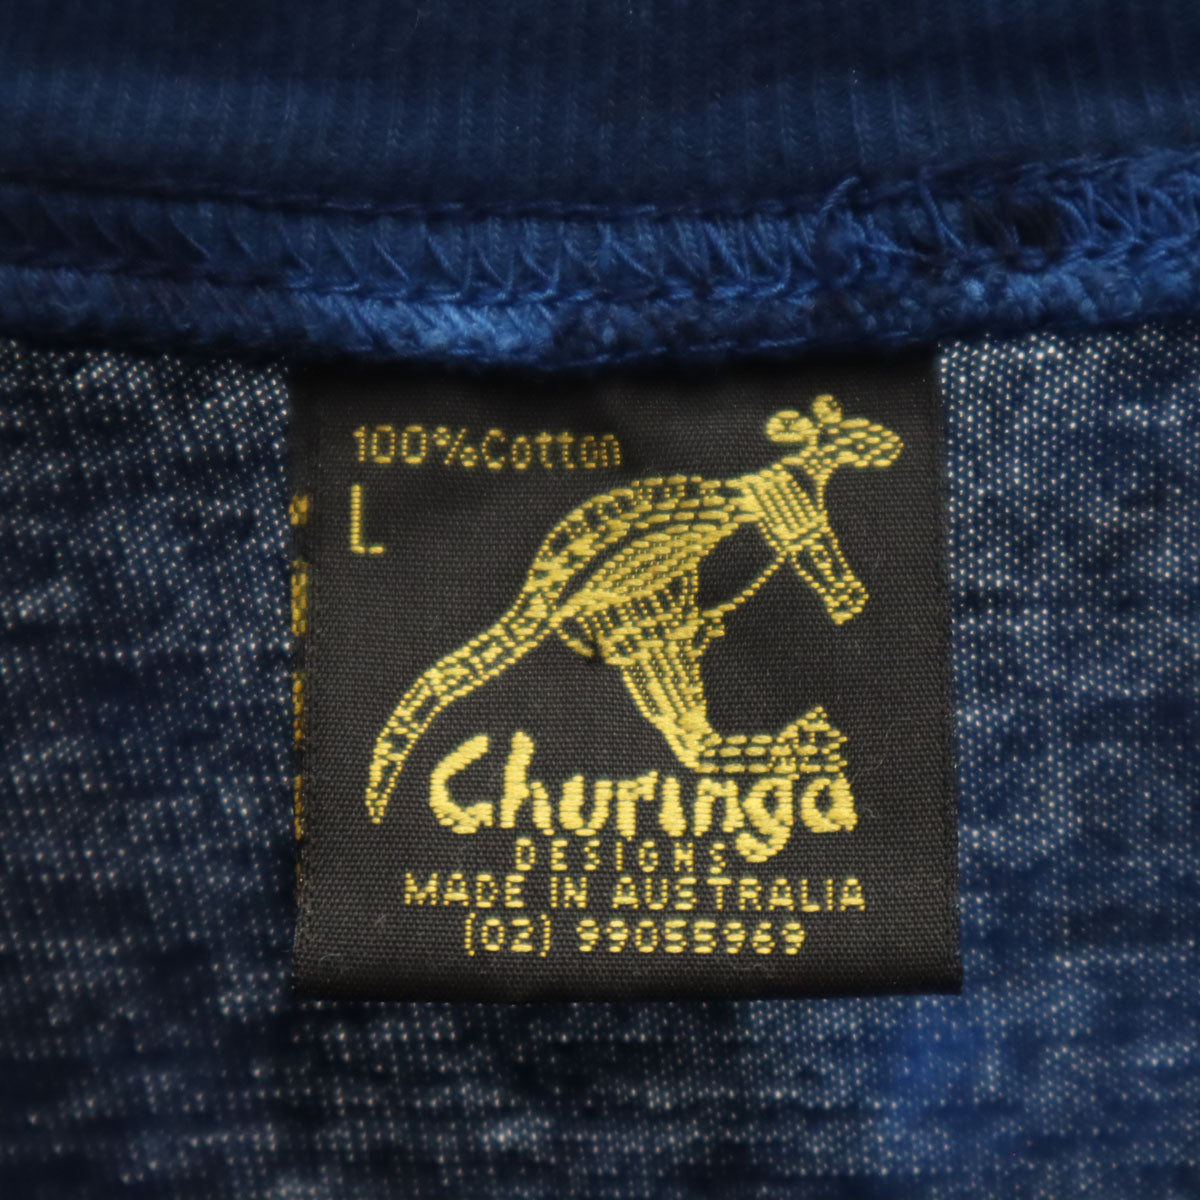 100%Cotton
L
Churinga
DESIGNS
MADE IN AUSTRALIA
(02) 99055969